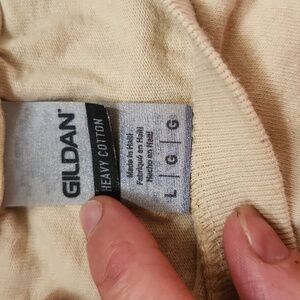 GILDAN
HEAVY COTTON
Made in Haiti
Fabriqué en Haïti
Hecho en Haití
L G G